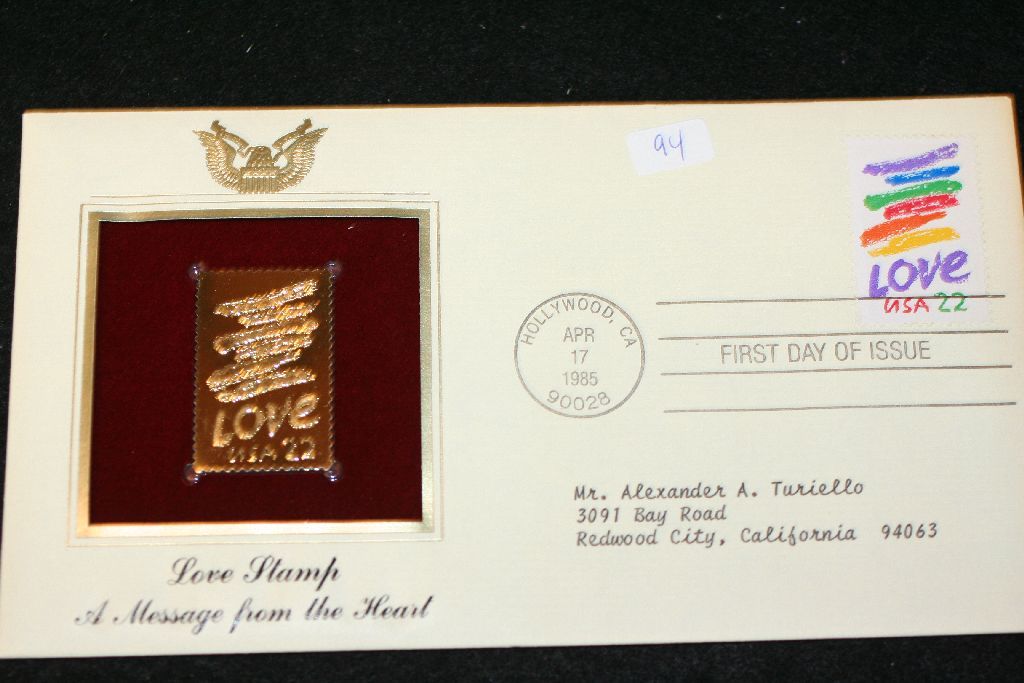 94
LOVE
USA 22
HOLLYWOOD, CA
APR
17
1985
90028
FIRST DAY OF ISSUE
LOVE
USA 22
Mr. Alexander A. Turiello
3091 Bay Road
Redwood City, California 94063
Love Stamp
A Message from the Heart